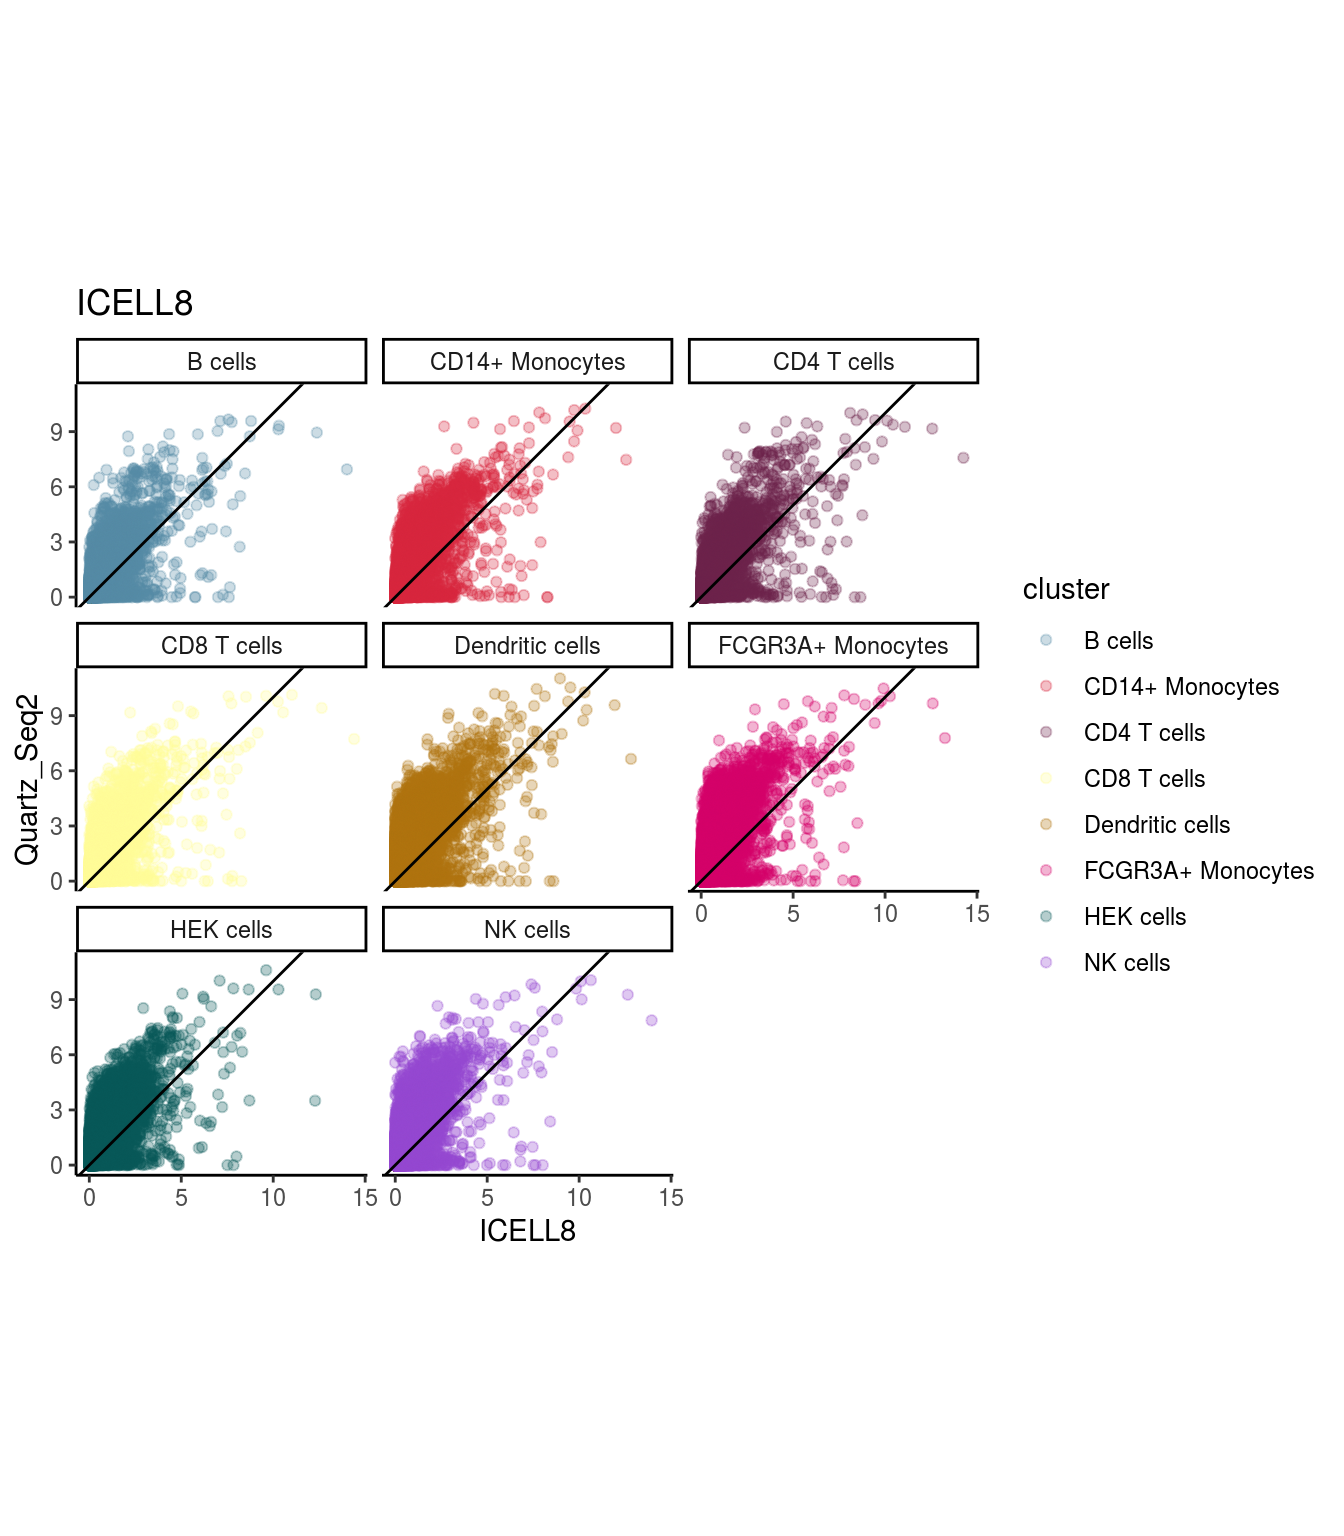 ICELL8
B cells
CD14+ Monocytes
CD4 T cells
9
6
3
0
CD8 T cells
Dendritic cells
FCGR3A+ Monocytes
9
6
3
0
0 5 10 15
HEK cells
NK cells
9
6
3
0
0 5 10 15
0 5 10 15
ICELL8
Quartz_Seq2
cluster
B cells
CD14+ Monocytes
CD4 T cells
CD8 T cells
Dendritic cells
FCGR3A+ Monocytes
HEK cells
NK cells